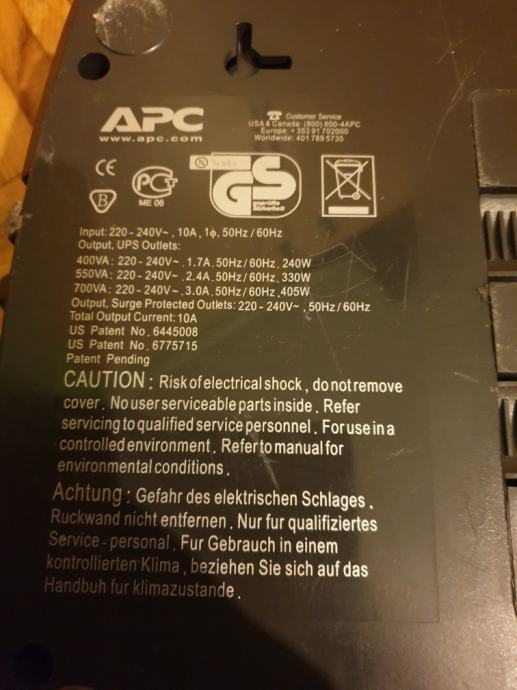 APC
www.apc.com
☎ Customer Service
USA & Canada: (800) 800-4APC
Europe: +353 91 702000
Worldwide: 401 789 5735
CE
PCT
ME 06
B
N
GS
geprüfte
Sicherheit
Input: 220 - 240V~ , 10A, 1ϕ, 50Hz / 60Hz
Output, UPS Outlets:
400VA: 220 - 240V~ , 1.7A, 50Hz / 60Hz, 240W
550VA: 220 - 240V~ , 2.4A, 50Hz / 60Hz, 330W
700VA: 220 - 240V~ , 3.0A, 50Hz / 60Hz, 405W
Output, Surge Protected Outlets: 220 - 240V~ , 50Hz / 60Hz
Total Output Current: 10A
US Patent No. 6445008
US Patent No. 6775715
Patent Pending
CAUTION : Risk of electrical shock , do not remove
cover . No user serviceable parts inside . Refer
servicing to qualified service personnel . For use in a
controlled environment . Refer to manual for
environmental conditions .
Achtung : Gefahr des elektrischen Schlages .
Ruckwand nicht entfernen . Nur fur qualifiziertes
Service - personal . Fur Gebrauch in einem
kontrollierten Klima , beziehen Sie sich auf das
Handbuh fur klimazustande .